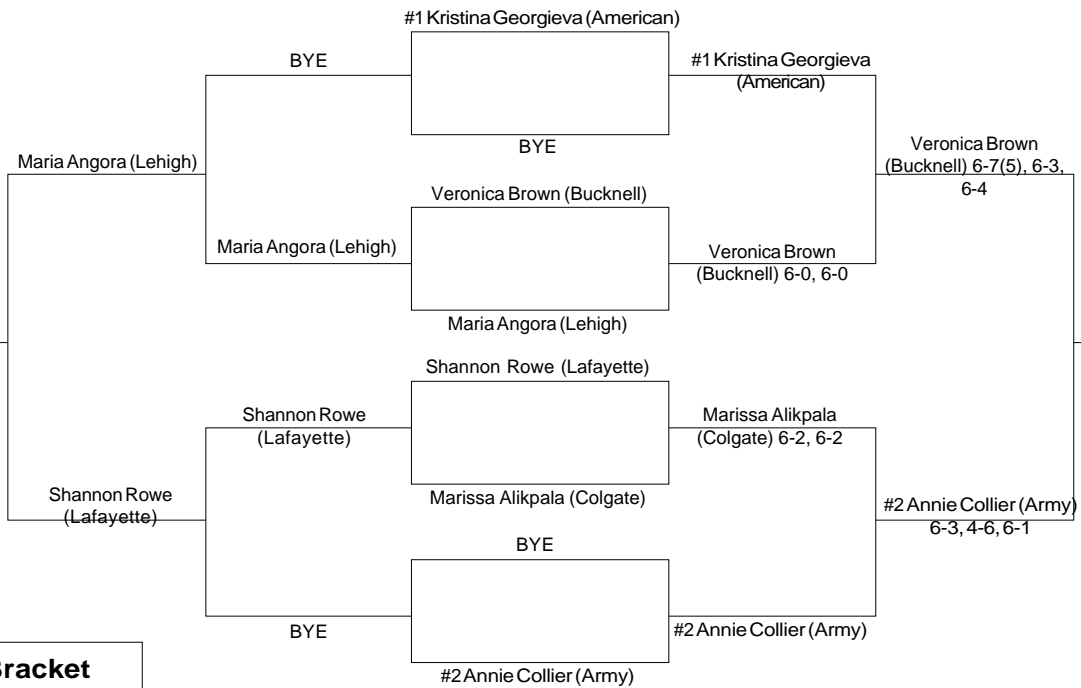 #1 Kristina Georgieva (American)
BYE
#1 Kristina Georgieva
(American)
BYE
Maria Angora (Lehigh)
Veronica Brown
(Bucknell) 6-7(5), 6-3,
6-4
Veronica Brown (Bucknell)
Maria Angora (Lehigh)
Veronica Brown
(Bucknell) 6-0, 6-0
Maria Angora (Lehigh)
Shannon Rowe (Lafayette)
Shannon Rowe
(Lafayette)
Marissa Alikpala
(Colgate) 6-2, 6-2
Marissa Alikpala (Colgate)
Shannon Rowe
(Lafayette)
#2 Annie Collier (Army)
6-3, 4-6, 6-1
BYE
BYE
#2 Annie Collier (Army)
#2 Annie Collier (Army)
Bracket